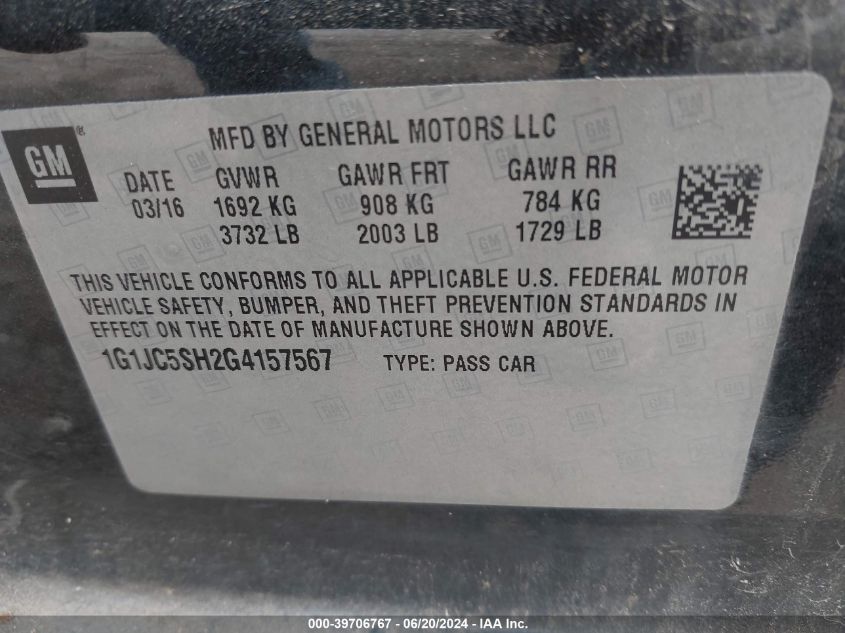 GM ®
MFD BY GENERAL MOTORS LLC
DATE GVWR GAWR FRT GAWR RR
03/16 1692 KG 908 KG 784 KG
3732 LB 2003 LB 1729 LB
THIS VEHICLE CONFORMS TO ALL APPLICABLE U.S. FEDERAL MOTOR
VEHICLE SAFETY, BUMPER, AND THEFT PREVENTION STANDARDS IN
EFFECT ON THE DATE OF MANUFACTURE SHOWN ABOVE.
1G1JC5SH2G4157567 TYPE: PASS CAR
000-39706767 / 06/20/2024 - IAA Inc.